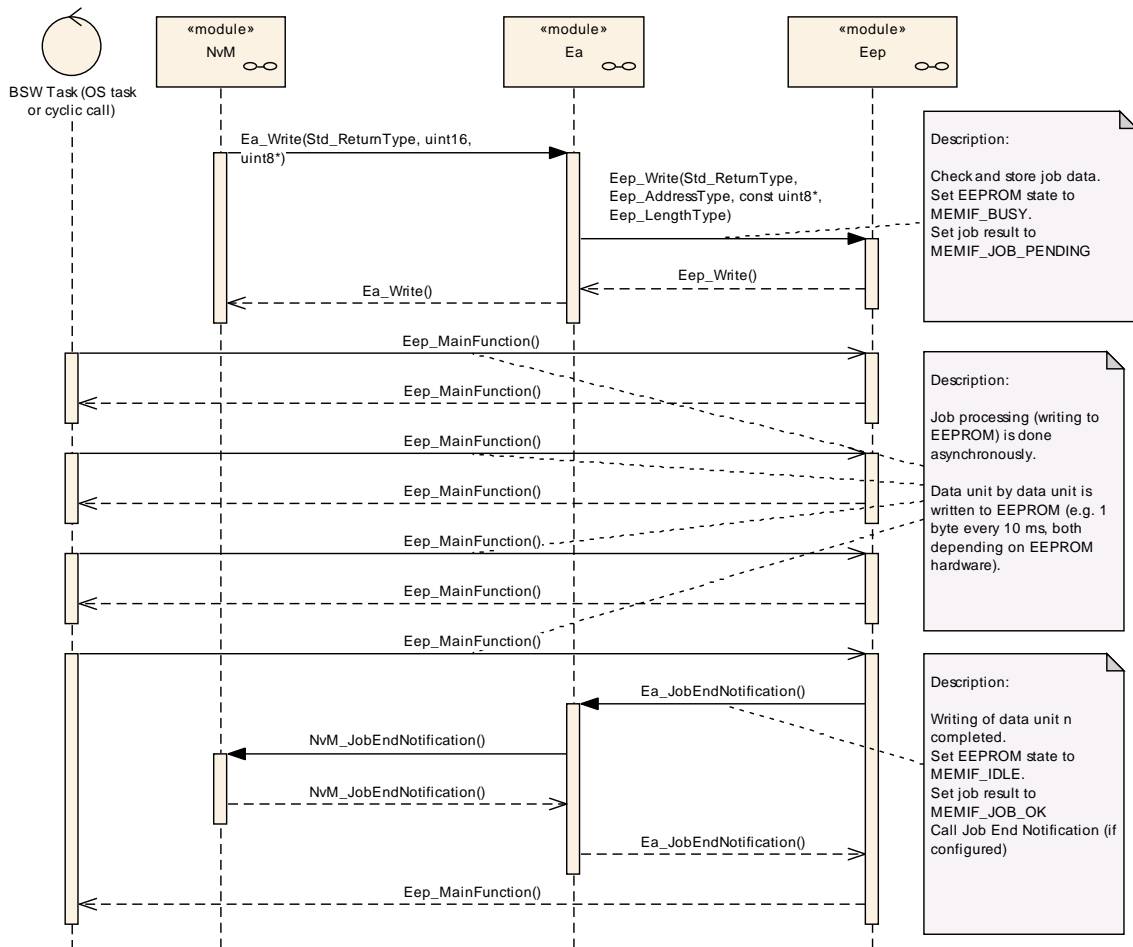 «module»
NvM
«module»
Ea
«module»
Eep
BSW Task (OS task
or cyclic call)
Ea_Write(Std_ReturnType, uint16,
uint8*)
Eep_Write(Std_ReturnType,
Eep_AddressType, const uint8*,
Eep_LengthType)
Description:
Check and store job data.
Set EEPROM state to
MEMIF_BUSY.
Set job result to
MEMIF_JOB_PENDING
Eep_Write()
Ea_Write()
Eep_MainFunction()
Eep_MainFunction()
Eep_MainFunction()
Eep_MainFunction()
Eep_MainFunction()
Eep_MainFunction()
Description:
Job processing (writing to
EEPROM) is done
asynchronously.
Data unit by data unit is
written to EEPROM (e.g. 1
byte every 10 ms, both
depending on EEPROM
hardware).
Eep_MainFunction()
Ea_JobEndNotification()
NvM_JobEndNotification()
NvM_JobEndNotification()
Ea_JobEndNotification()
Eep_MainFunction()
Description:
Writing of data unit n
completed.
Set EEPROM state to
MEMIF_IDLE.
Set job result to
MEMIF_JOB_OK
Call Job End Notification (if
configured)